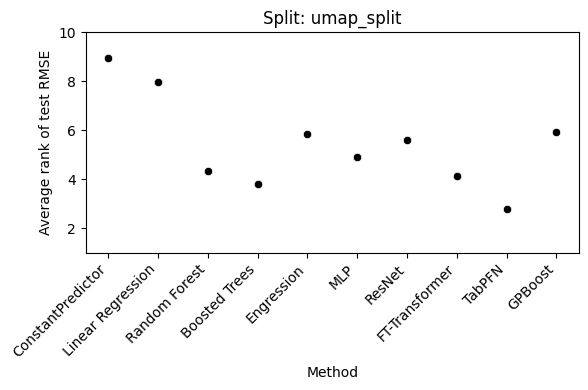 Split: umap_split
Average rank of test RMSE
10
8
6
4
2
ConstantPredictor
Linear Regression
Random Forest
Boosted Trees
Engression
MLP
ResNet
FT-Transformer
TabPFN
GPBoost
Method